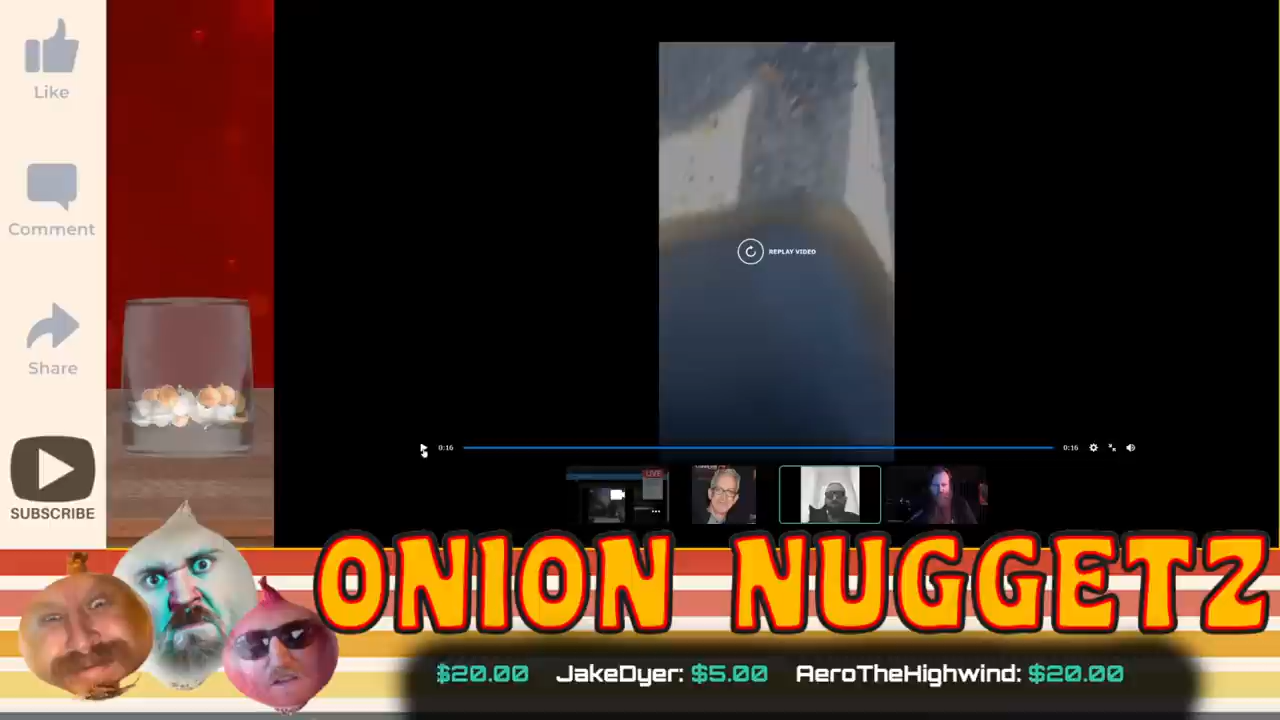 Like
Comment
Share
SUBSCRIBE
REPLAY VIDEO
0:16
0:16
LIVE
ONION NUGGETZ
$20.00 JakeDyer: $5.00 AeroTheHighwind: $20.00